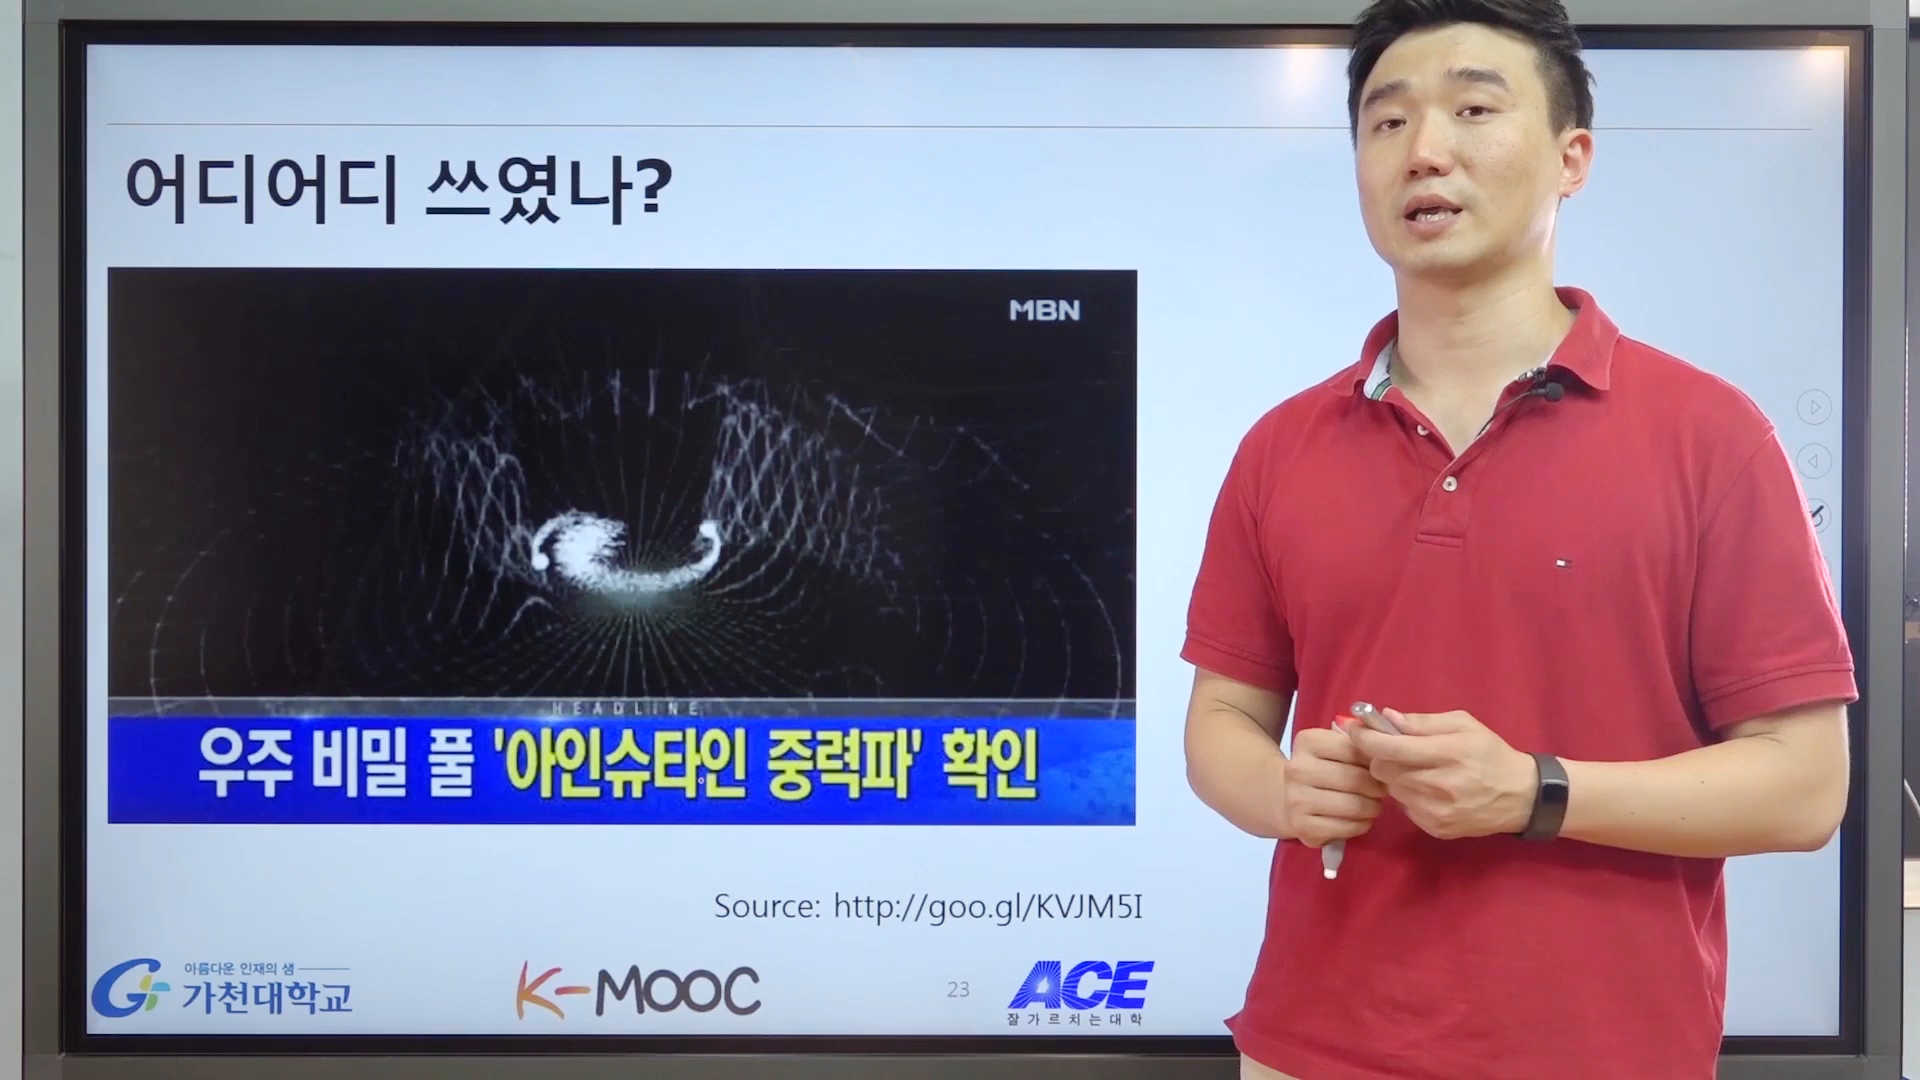 어디어디 쓰였나?
MBN
HEADLINE
우주 비밀 풀 '아인슈타인 중력파' 확인
Source: http://goo.gl/KVJM5I
아름다운 인재의 샘
가천대학교
K-MOOC
23
ACE
잘가르치는대학